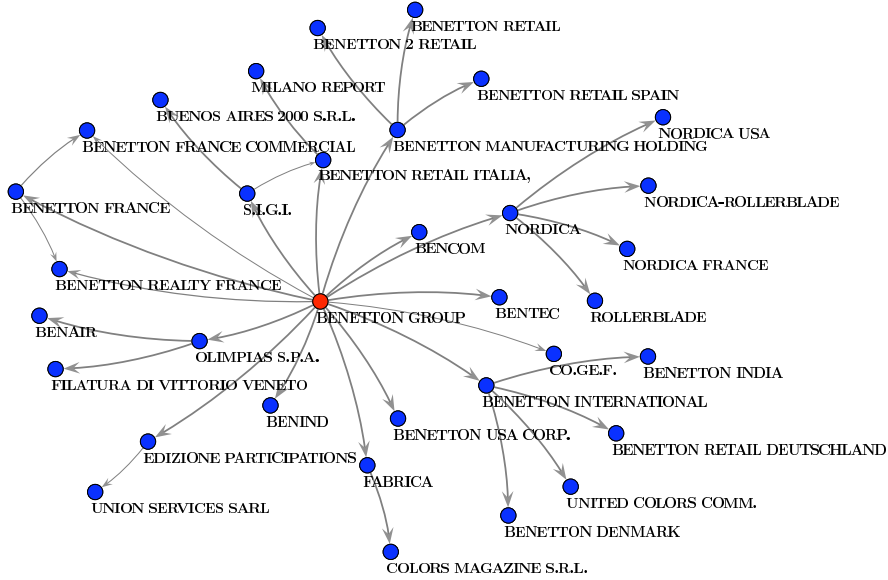 BENETTON RETAIL
BENETTON 2 RETAIL
MILANO REPORT
BENETTON RETAIL SPAIN
BUENOS AIRES 2000 S.R.L.
NORDICA USA
BENETTON FRANCE COMMERCIAL
BENETTON MANUFACTURING HOLDING
BENETTON RETAIL ITALIA,
NORDICA-ROLLERBLADE
BENETTON FRANCE
S.I.G.I.
NORDICA
BENCOM
NORDICA FRANCE
BENETTON REALTY FRANCE
BENTEC
BENETTON GROUP
ROLLERBLADE
BENAIR
OLIMPIAS S.P.A.
CO.GE.F.
BENETTON INDIA
FILATURA DI VITTORIO VENETO
BENETTON INTERNATIONAL
BENIND
BENETTON USA CORP.
BENETTON RETAIL DEUTSCHLAND
EDIZIONE PARTICIPATIONS
FABRICA
UNITED COLORS COMM.
UNION SERVICES SARL
BENETTON DENMARK
COLORS MAGAZINE S.R.L.